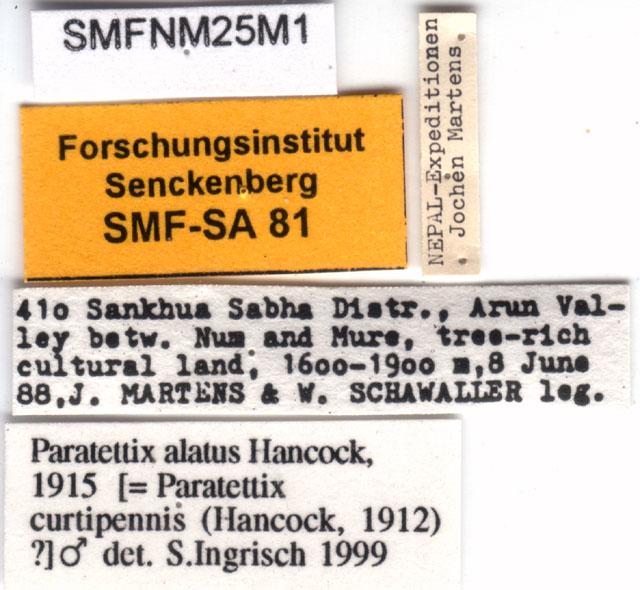 SMFNM25M1
Forschungsinstitut
Senckenberg
SMF-SA 81
NEPAL-Expeditionen
Jochen Martens.
41o Sankhua Sabha Distr., Arun Val-
ley betw. Num and Mure, tree-rich
cultural land, 16oo-19oo m,8 June
88,J. MARTENS & W. SCHAWALLER leg.
Paratettix alatus Hancock,
1915 [= Paratettix
curtipennis (Hancock, 1912)
?]♂ det. S.Ingrisch 1999